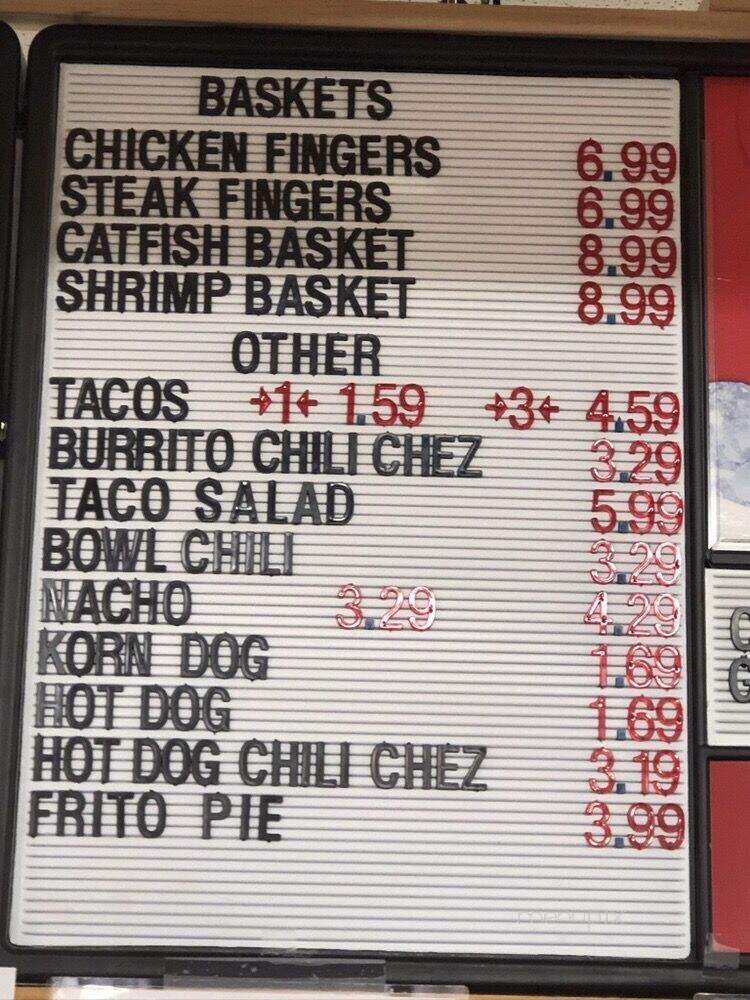 BASKETS
CHICKEN FINGERS 6.99
STEAK FINGERS 6.99
CATFISH BASKET 8.99
SHRIMP BASKET 8.99
OTHER
TACOS →1← 1.59 →3← 4.59
BURRITO CHILI CHEZ 3.29
TACO SALAD 5.99
BOWL CHILI 3.29
NACHO 3.29 4.29
KORN DOG 1.69
HOT DOG 1.69
HOT DOG CHILI CHEZ 3.19
FRITO PIE 3.99